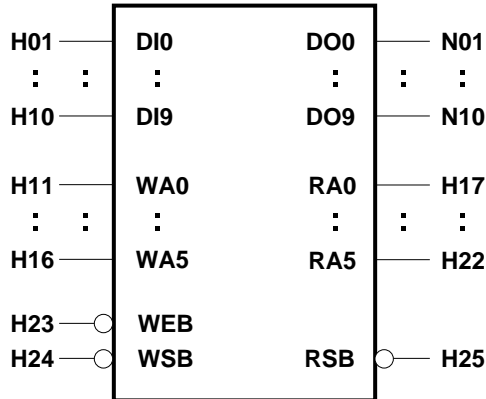 H01 DI0 DO0 N01
: : : : : :
H10 DI9 DO9 N10
H11 WA0 RA0 H17
: : : : : :
H16 WA5 RA5 H22
H23 WEB
H24 WSB RSB H25